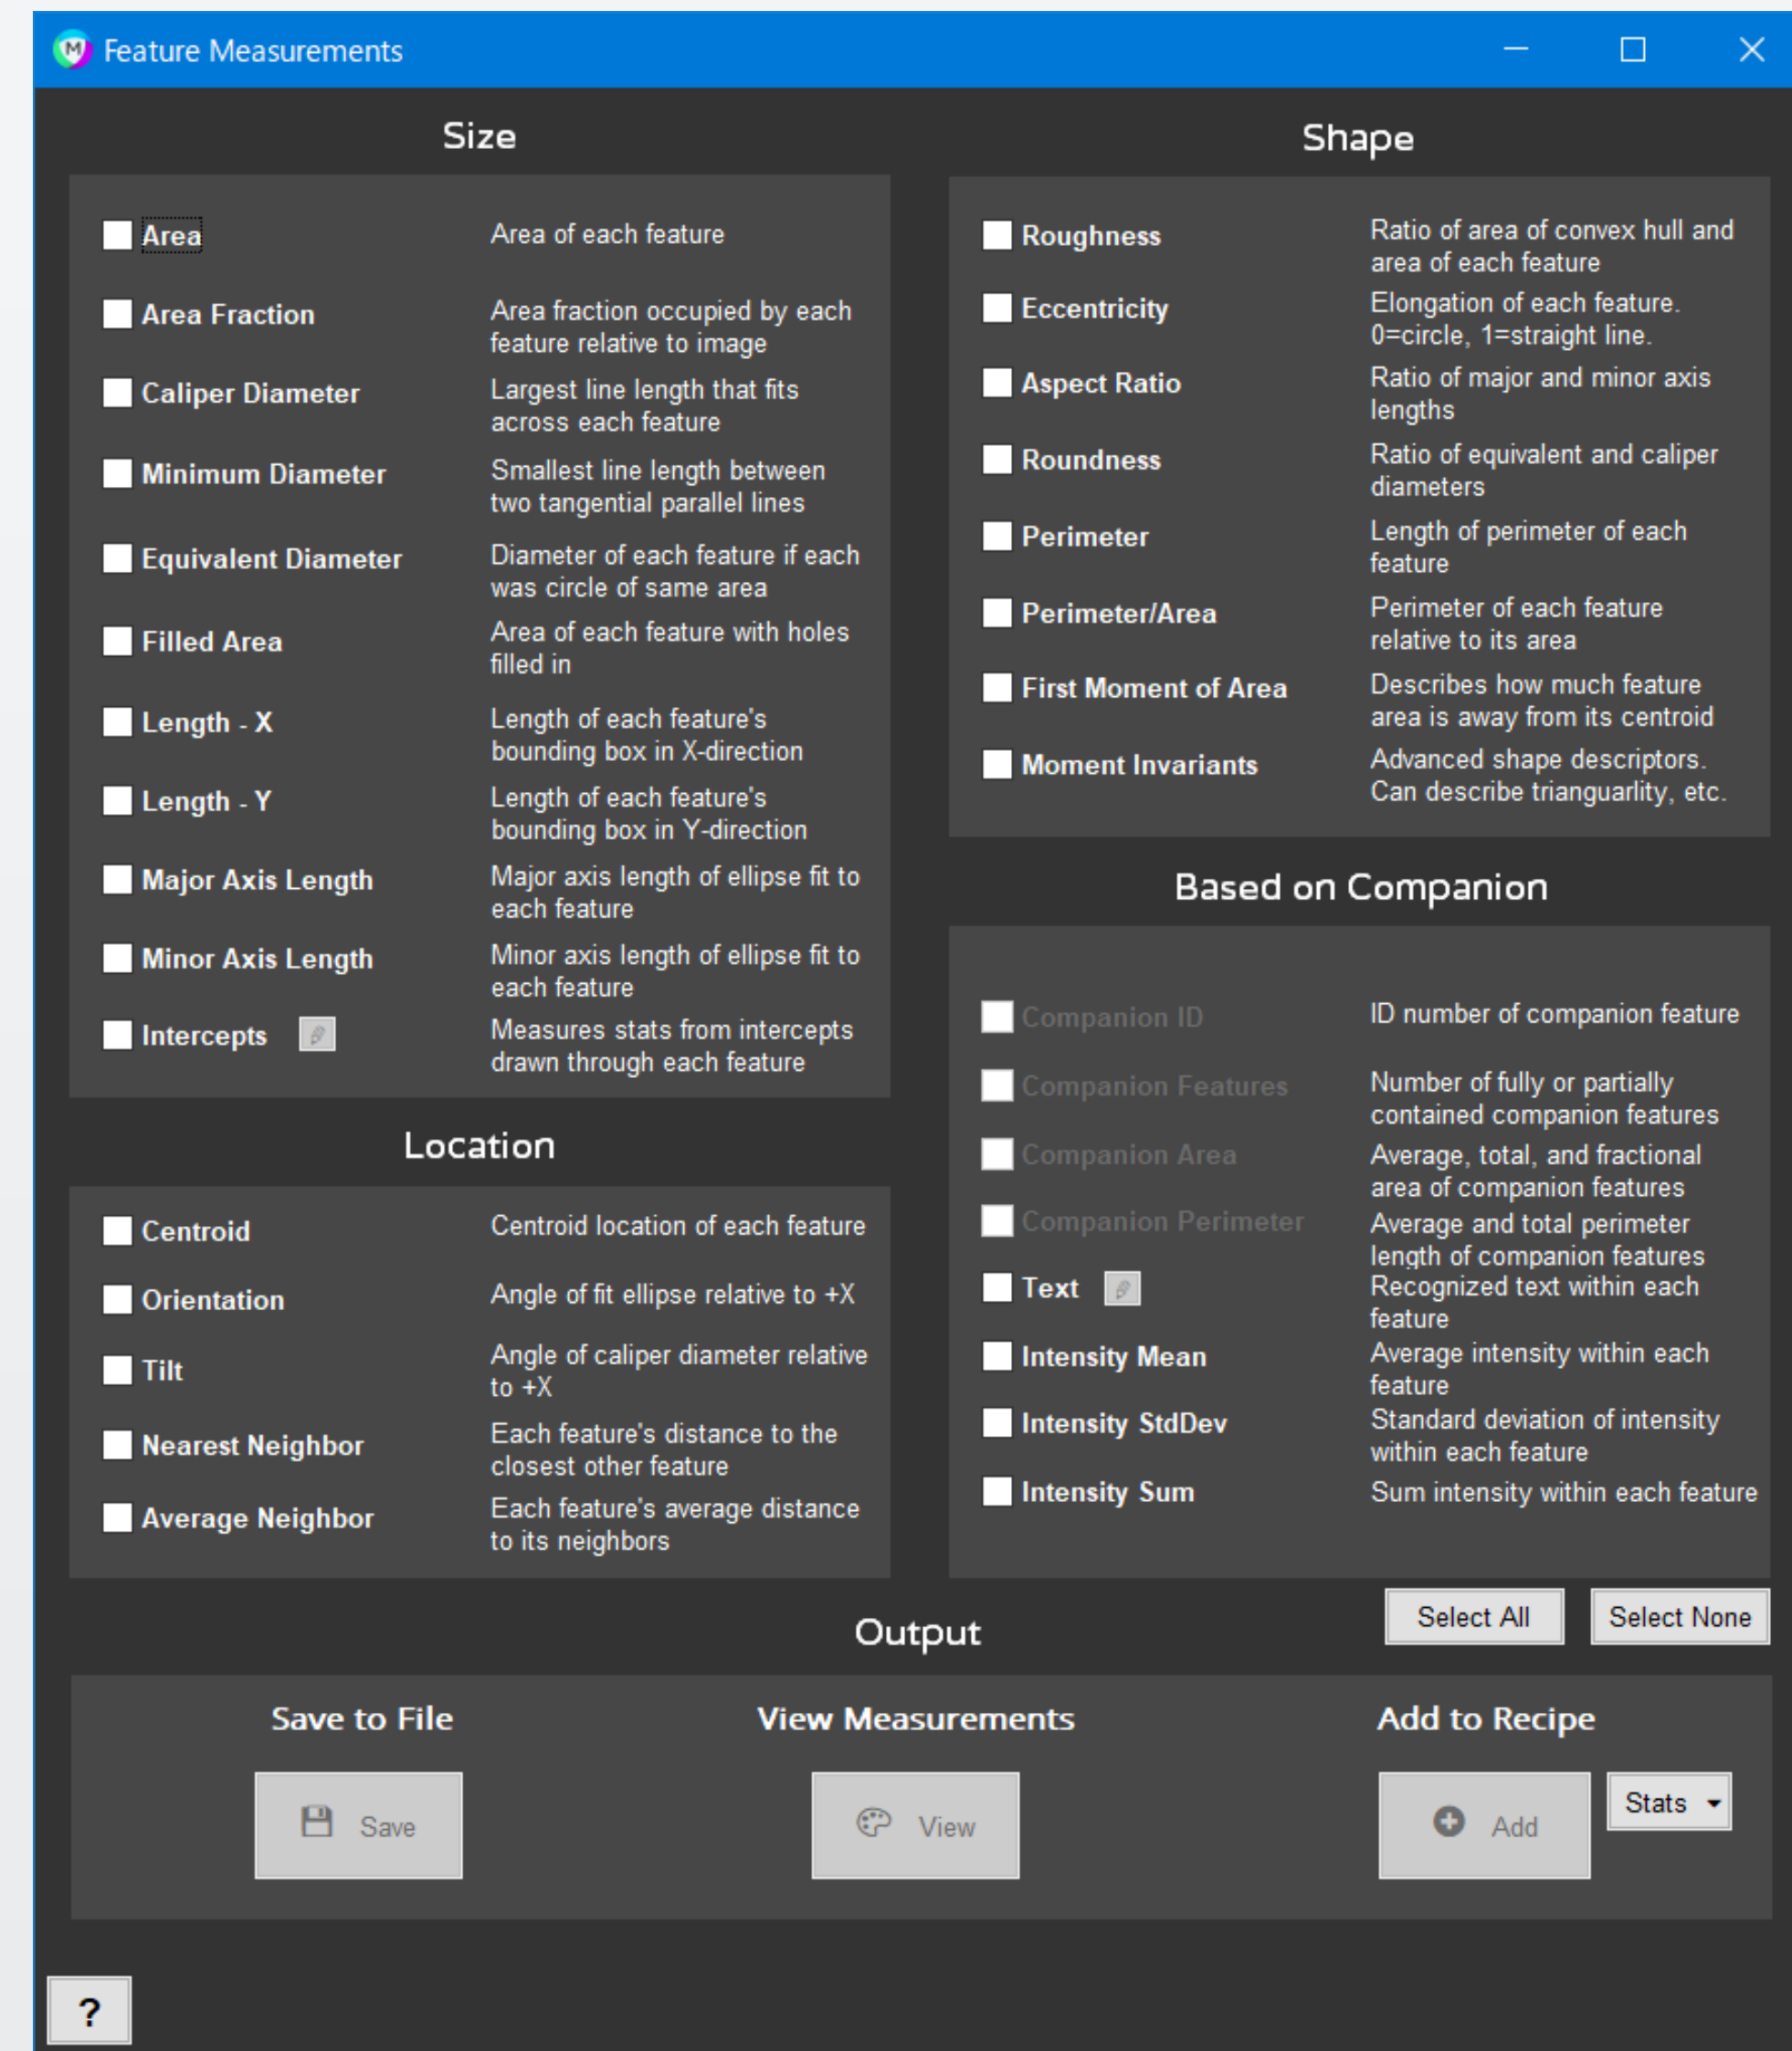 Feature Measurements
Size
Area
Area of each feature
Area Fraction
Area fraction occupied by each
feature relative to image
Caliper Diameter
Largest line length that fits
across each feature
Minimum Diameter
Smallest line length between
two tangential parallel lines
Equivalent Diameter
Diameter of each feature if each
was circle of same area
Filled Area
Area of each feature with holes
filled in
Length - X
Length of each feature's
bounding box in X-direction
Length - Y
Length of each feature's
bounding box in Y-direction
Major Axis Length
Major axis length of ellipse fit to
each feature
Minor Axis Length
Minor axis length of ellipse fit to
each feature
Intercepts
Measures stats from intercepts
drawn through each feature
Location
Centroid
Centroid location of each feature
Orientation
Angle of fit ellipse relative to +X
Tilt
Angle of caliper diameter relative
to +X
Nearest Neighbor
Each feature's distance to the
closest other feature
Average Neighbor
Each feature's average distance
to its neighbors
Shape
Roughness
Ratio of area of convex hull and
area of each feature
Eccentricity
Elongation of each feature.
0=circle, 1=straight line.
Aspect Ratio
Ratio of major and minor axis
lengths
Roundness
Ratio of equivalent and caliper
diameters
Perimeter
Length of perimeter of each
feature
Perimeter/Area
Perimeter of each feature
relative to its area
First Moment of Area
Describes how much feature
area is away from its centroid
Moment Invariants
Advanced shape descriptors.
Can describe trianguarlity, etc.
Based on Companion
Companion ID
ID number of companion feature
Companion Features
Number of fully or partially
contained companion features
Companion Area
Average, total, and fractional
area of companion features
Companion Perimeter
Average and total perimeter
length of companion features
Text
Recognized text within each
feature
Intensity Mean
Average intensity within each
feature
Intensity StdDev
Standard deviation of intensity
within each feature
Intensity Sum
Sum intensity within each feature
Select All
Select None
Output
Save to File
View Measurements
Add to Recipe
Save
View
Add
Stats
?